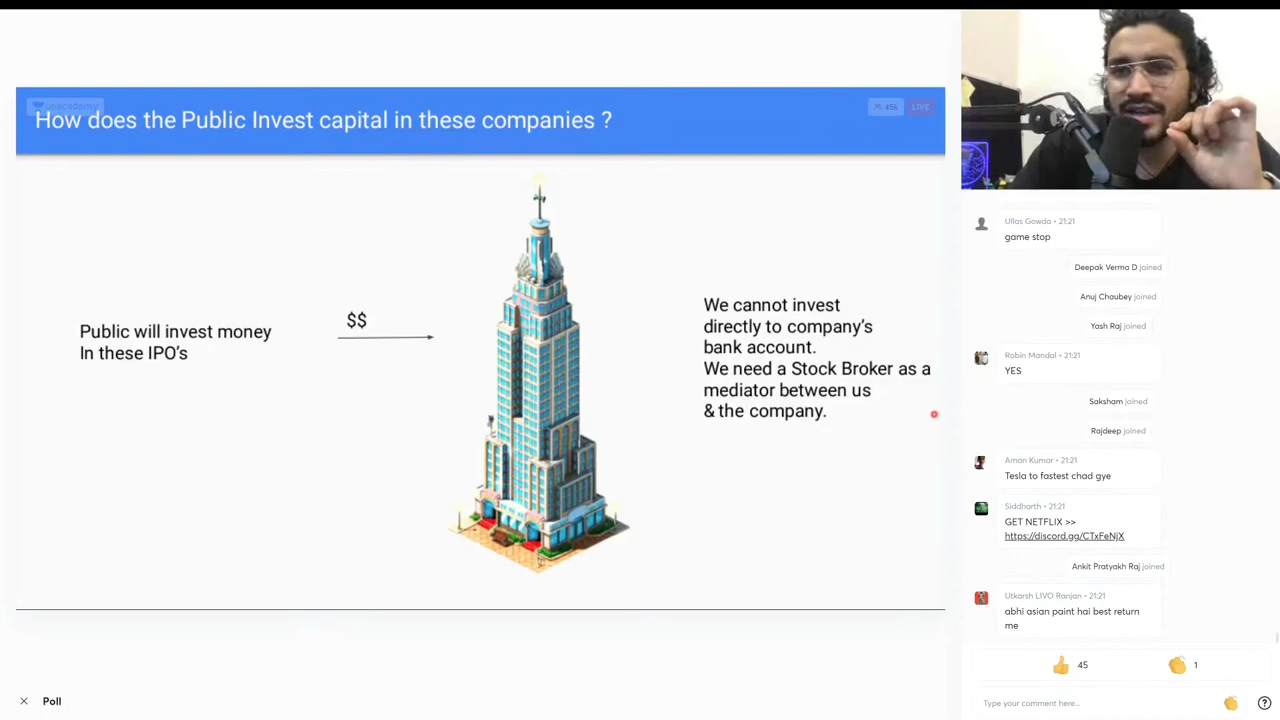 unacademy
45k
LIVE
How does the Public Invest capital in these companies ?
Public will invest money
In these IPO's
$$
We cannot invest
directly to company's
bank account.
We need a Stock Broker as a
mediator between us
& the company.
Poll
Ullas Gowda • 21:21
game stop
Deepak Verma D joined
Anuj Chaubey joined
Yash Raj joined
Robin Mandal • 21:21
YES
Saksham joined
Rajdeep joined
Aman Kumar • 21:21
Tesla to fastest chad gye
Siddharth • 21:21
GET NETFLIX >>
https://discord.gg/CTxFeNjX
Ankit Pratyakh Raj joined
Utkarsh LIVO Ranjan • 21:21
abhi asian paint hai best return
me
45
1
Type your comment here...